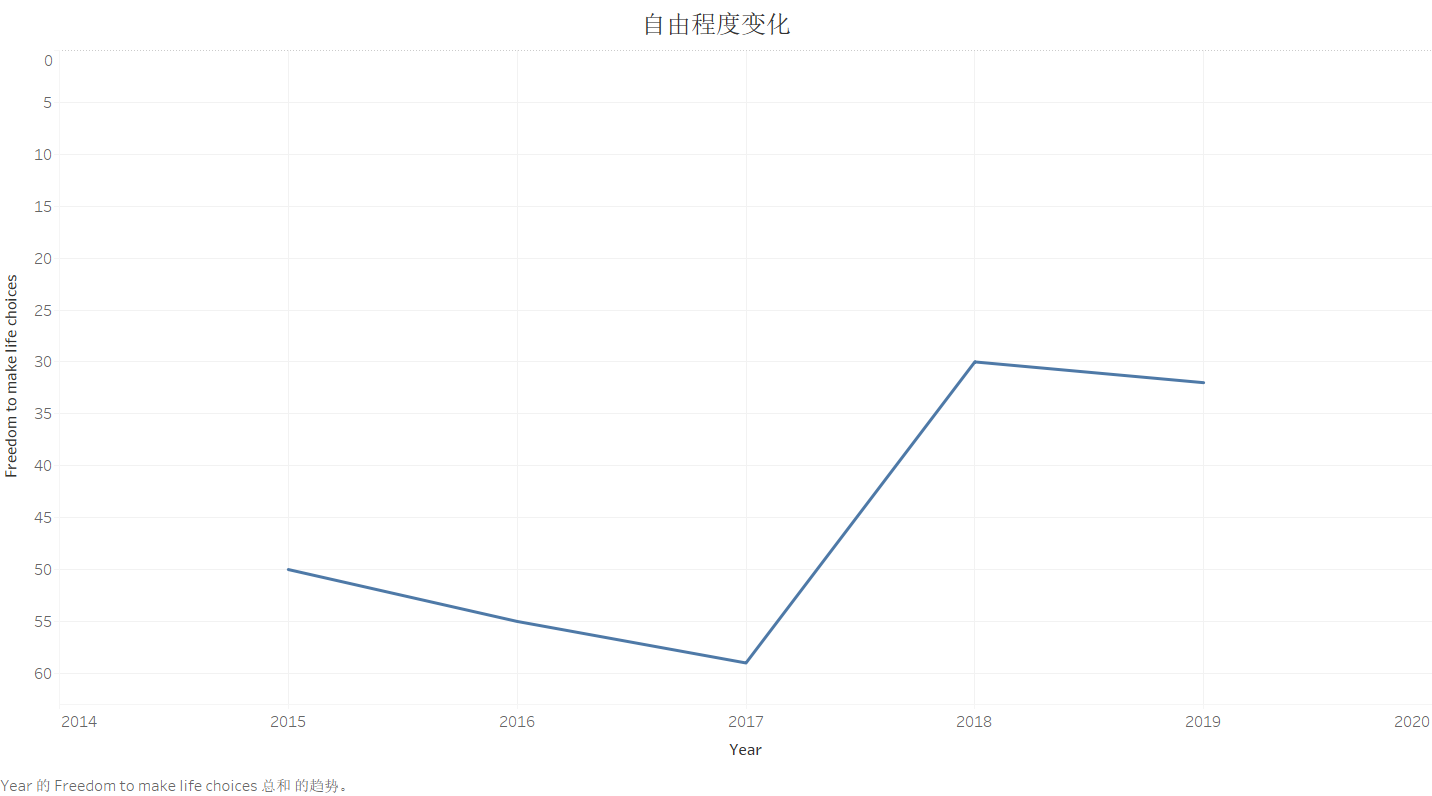 自由程度变化
0
5
10
15
20
25
30
35
40
45
50
55
60
Freedom to make life choices
2014 2015 2016 2017 2018 2019 2020
Year
Year 的 Freedom to make life choices 总和 的趋势。